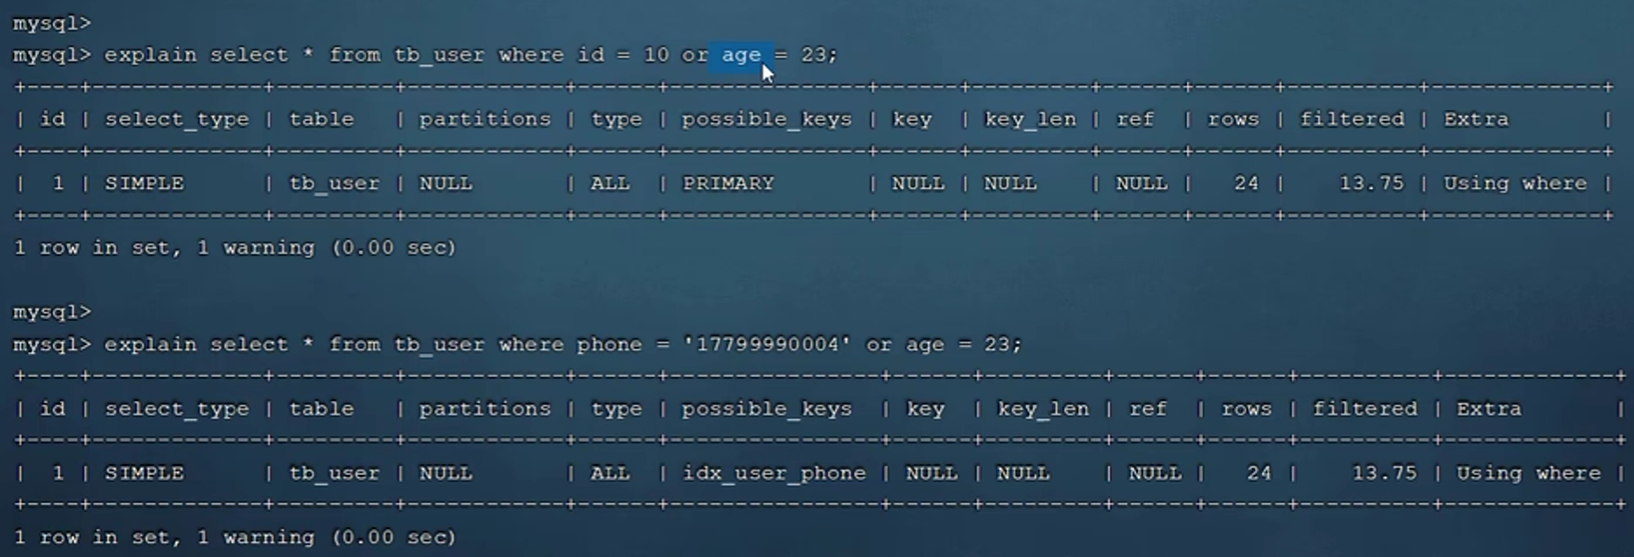 mysql>
mysql> explain select * from tb_user where id = 10 or age = 23;
+----+-------------+---------+------------+------+---------------+------+---------+------+------+----------+-------------+
| id | select_type | table   | partitions | type | possible_keys | key  | key_len | ref  | rows | filtered | Extra       |
+----+-------------+---------+------------+------+---------------+------+---------+------+------+----------+-------------+
|  1 | SIMPLE      | tb_user | NULL       | ALL  | PRIMARY       | NULL | NULL    | NULL |   24 |    13.75 | Using where |
+----+-------------+---------+------------+------+---------------+------+---------+------+------+----------+-------------+
1 row in set, 1 warning (0.00 sec)
mysql>
mysql> explain select * from tb_user where phone = '17799990004' or age = 23;
+----+-------------+---------+------------+------+----------------+------+---------+------+------+----------+-------------+
| id | select_type | table   | partitions | type | possible_keys  | key  | key_len | ref  | rows | filtered | Extra       |
+----+-------------+---------+------------+------+----------------+------+---------+------+------+----------+-------------+
|  1 | SIMPLE      | tb_user | NULL       | ALL  | idx_user_phone | NULL | NULL    | NULL |   24 |    13.75 | Using where |
+----+-------------+---------+------------+------+----------------+------+---------+------+------+----------+-------------+
1 row in set, 1 warning (0.00 sec)